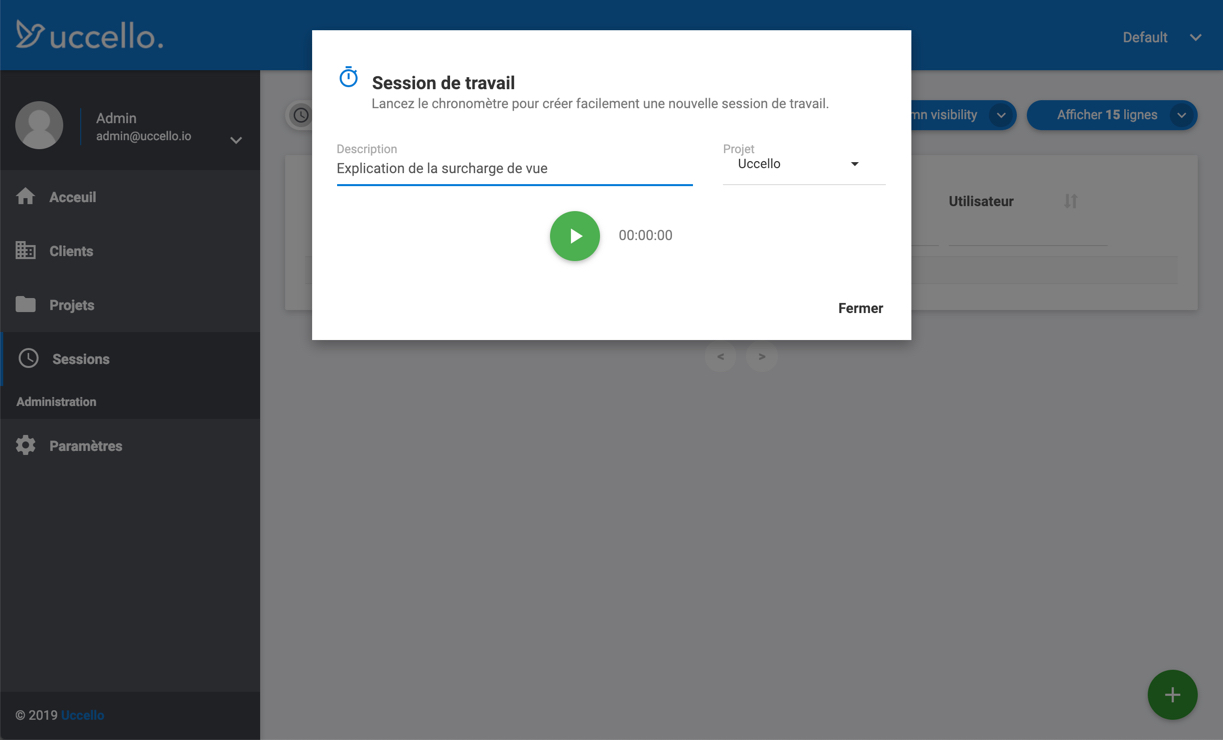 uccello.
Default
Admin
admin@uccello.io
Acceuil
Clients
Projets
Sessions
Administration
Paramètres
© 2019 Uccello
Session de travail
Lancez le chronomètre pour créer facilement une nouvelle session de travail.
Description
Explication de la surcharge de vue
Projet
Uccello
00:00:00
Fermer
mn visibility
Afficher 15 lignes
Utilisateur
< >